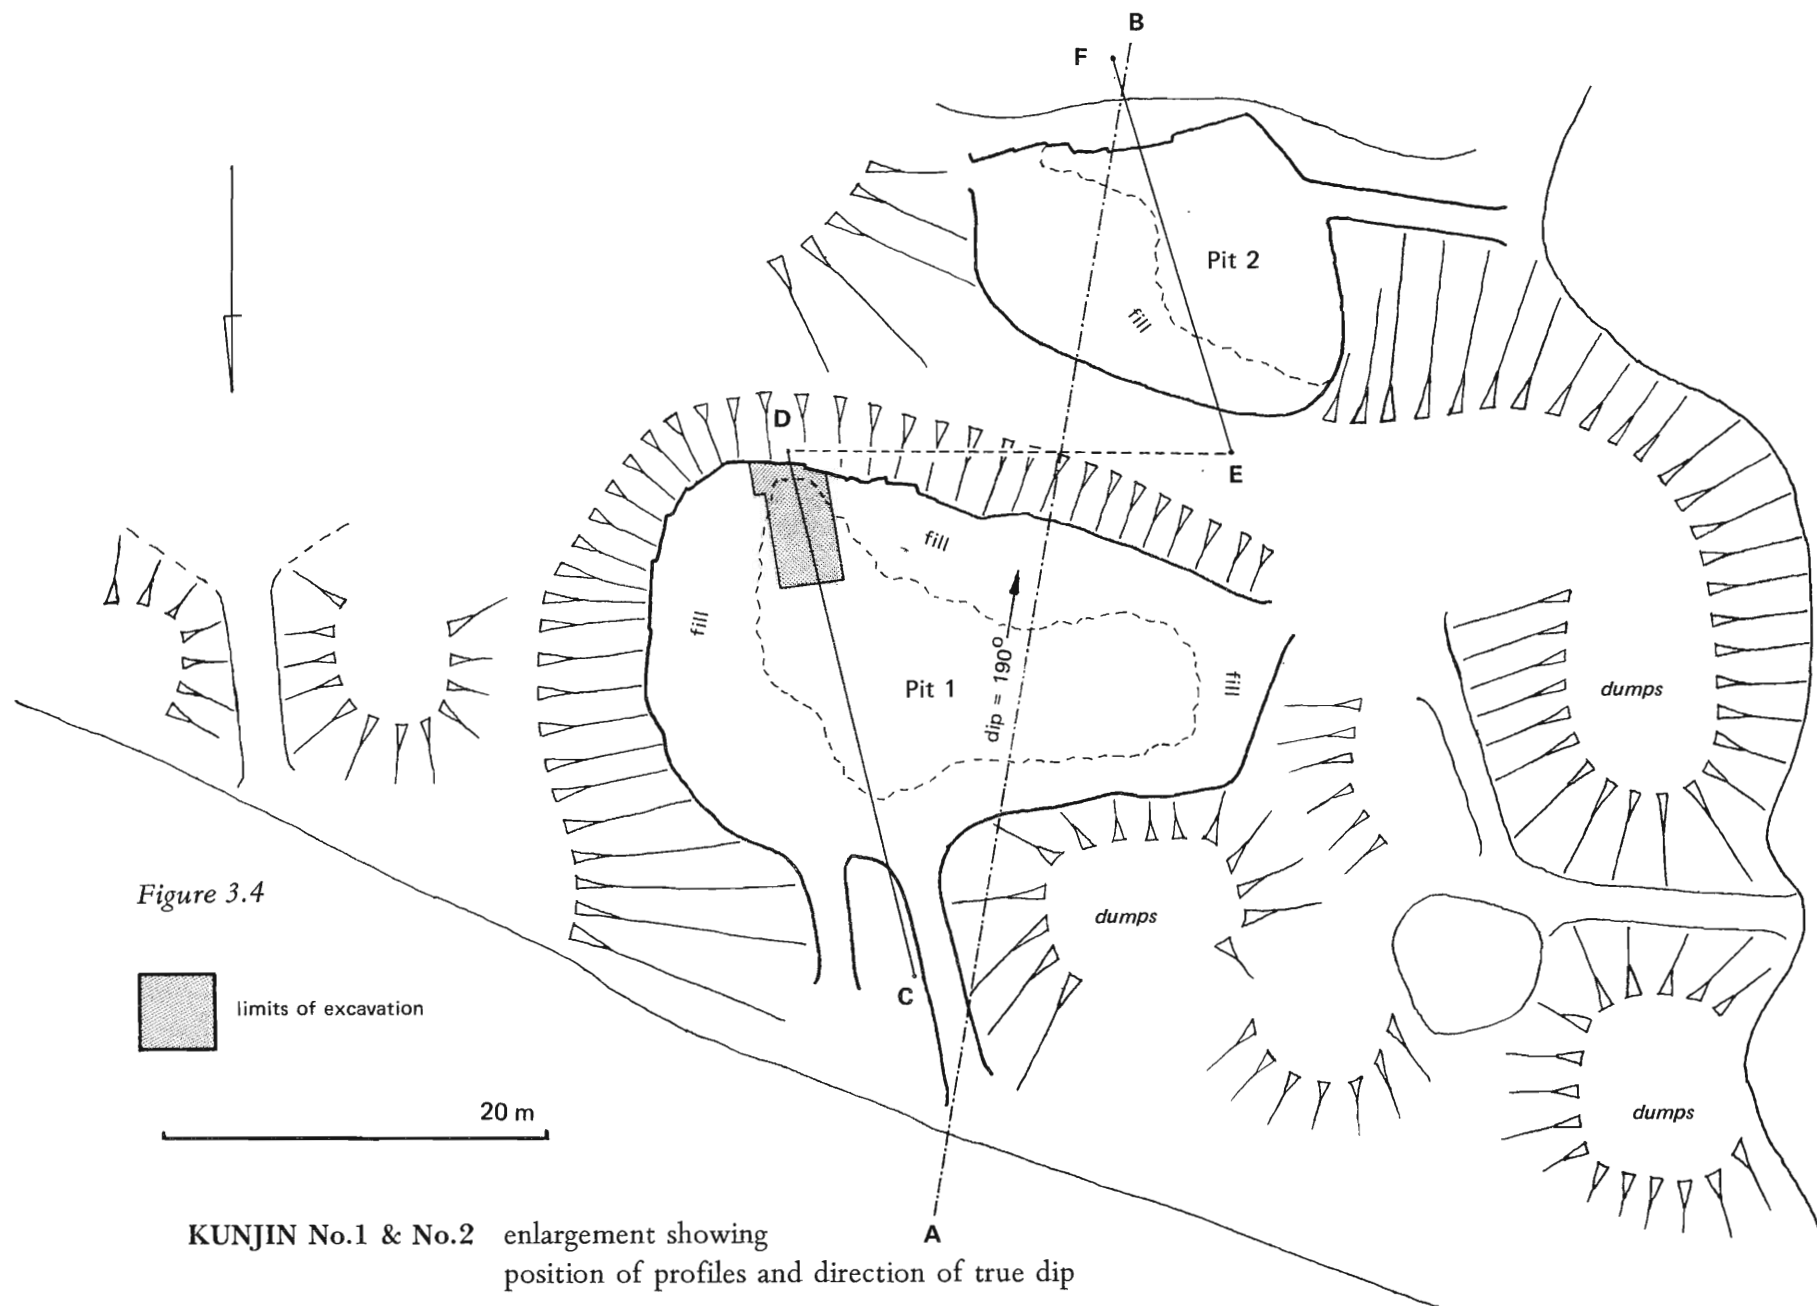 B
F
Pit 2
fill
D
E
fill
fill
dip = 190°
fill
Pit 1
dumps
dumps
Figure 3.4
C
limits of excavation
20 m
dumps
A
KUNJIN No.1 & No.2 enlargement showing
position of profiles and direction of true dip